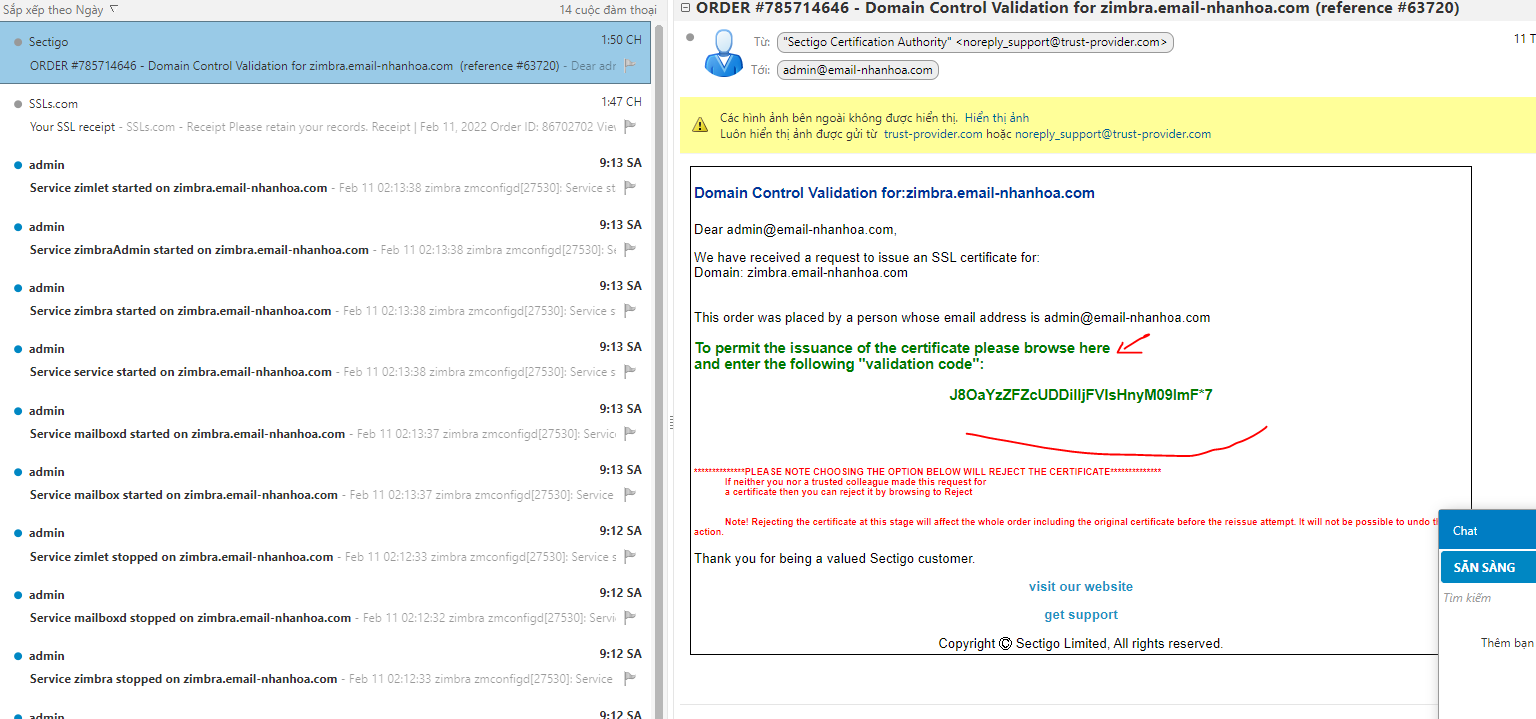 Sắp xếp theo Ngày
14 cuộc đàm thoại
Sectigo
1:50 CH
ORDER #785714646 - Domain Control Validation for zimbra.email-nhanhoa.com (reference #63720) - Dear adr
SSLs.com
1:47 CH
Your SSL receipt - SSLs.com - Receipt Please retain your records. Receipt | Feb 11, 2022 Order ID: 86702702 Viev
admin
9:13 SA
Service zimlet started on zimbra.email-nhanhoa.com - Feb 11 02:13:38 zimbra zmconfigd[27530]: Service st
admin
9:13 SA
Service zimbraAdmin started on zimbra.email-nhanhoa.com - Feb 11 02:13:38 zimbra zmconfigd[27530]: Se
admin
9:13 SA
Service zimbra started on zimbra.email-nhanhoa.com - Feb 11 02:13:38 zimbra zmconfigd[27530]: Service s
admin
9:13 SA
Service service started on zimbra.email-nhanhoa.com - Feb 11 02:13:38 zimbra zmconfigd[27530]: Service s
admin
9:13 SA
Service mailboxd started on zimbra.email-nhanhoa.com - Feb 11 02:13:37 zimbra zmconfigd[27530]: Servic
admin
9:13 SA
Service mailbox started on zimbra.email-nhanhoa.com - Feb 11 02:13:37 zimbra zmconfigd[27530]: Service
admin
9:12 SA
Service zimlet stopped on zimbra.email-nhanhoa.com - Feb 11 02:12:33 zimbra zmconfigd[27530]: Service s
admin
9:12 SA
Service mailboxd stopped on zimbra.email-nhanhoa.com - Feb 11 02:12:32 zimbra zmconfigd[27530]: Servi
admin
9:12 SA
Service zimbra stopped on zimbra.email-nhanhoa.com - Feb 11 02:12:33 zimbra zmconfigd[27530]: Service
admin
9:12 SA
ORDER #785714646 - Domain Control Validation for zimbra.email-nhanhoa.com (reference #63720)
Từ: "Sectigo Certification Authority" <noreply_support@trust-provider.com>
11 T
Tới: admin@email-nhanhoa.com
Các hình ảnh bên ngoài không được hiển thị. Hiển thị ảnh
Luôn hiển thị ảnh được gửi từ trust-provider.com hoặc noreply_support@trust-provider.com
Domain Control Validation for:zimbra.email-nhanhoa.com
Dear admin@email-nhanhoa.com,
We have received a request to issue an SSL certificate for:
Domain: zimbra.email-nhanhoa.com
This order was placed by a person whose email address is admin@email-nhanhoa.com
To permit the issuance of the certificate please browse here
and enter the following "validation code":
J8OaYzZFZcUDDilIjFVIsHnyM09lmF*7
**************PLEASE NOTE CHOOSING THE OPTION BELOW WILL REJECT THE CERTIFICATE**************
If neither you nor a trusted colleague made this request for
a certificate then you can reject it by browsing to Reject
Note! Rejecting the certificate at this stage will affect the whole order including the original certificate before the reissue attempt. It will not be possible to undo th
action.
Thank you for being a valued Sectigo customer.
visit our website
get support
Copyright © Sectigo Limited, All rights reserved.
Chat
SẴN SÀNG
Tìm kiếm
Thêm bạn